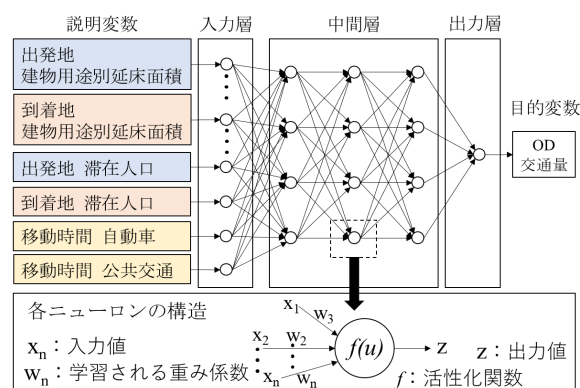 説明変数
入力層
中間層
出力層
出発地
建物用途別延床面積
到着地
建物用途別延床面積
出発地 滞在人口
到着地 滞在人口
移動時間 自動車
移動時間 公共交通
目的変数
OD
交通量
各ニューロンの構造
xn：入力値
wn：学習される重み係数
x1
w3
x2
w2
xn
wn
f(u)
z
z：出力値
f：活性化関数